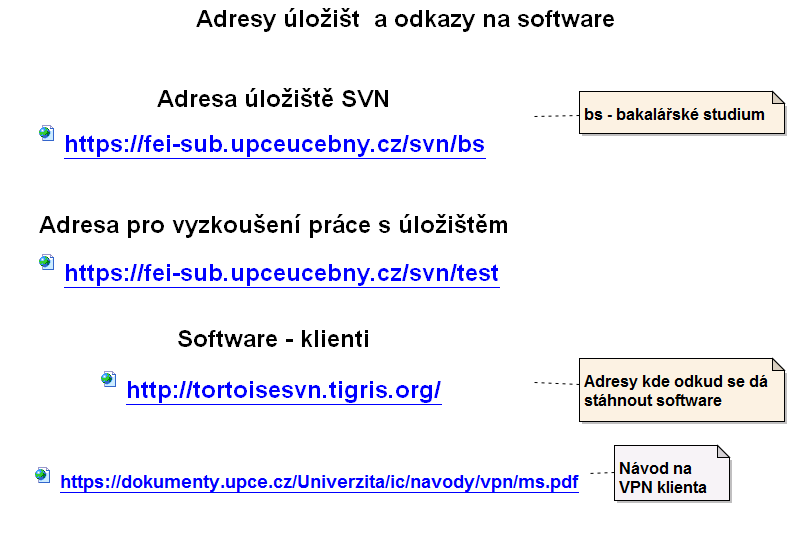 Adresy úložišt a odkazy na software
Adresa úložiště SVN
bs - bakalářské studium
https://fei-sub.upceucebny.cz/svn/bs
Adresa pro vyzkoušení práce s úložištěm
https://fei-sub.upceucebny.cz/svn/test
Software - klienti
http://tortoisesvn.tigris.org/
Adresy kde odkud se dá
stáhnout software
https://dokumenty.upce.cz/Univerzita/ic/navody/vpn/ms.pdf
Návod na
VPN klienta